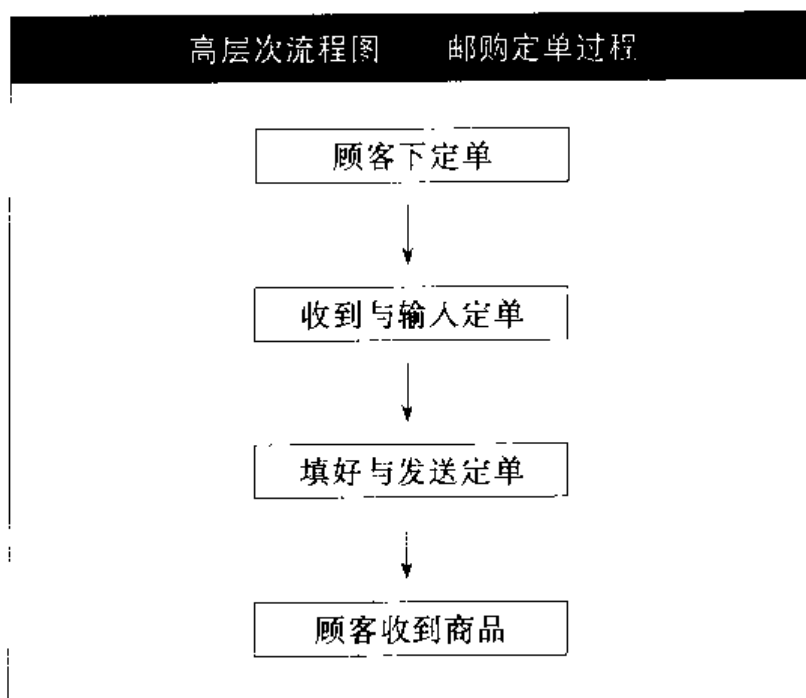 高层次流程图 邮购定单过程
顾客下定单
收到与输入定单
填好与发送定单
顾客收到商品